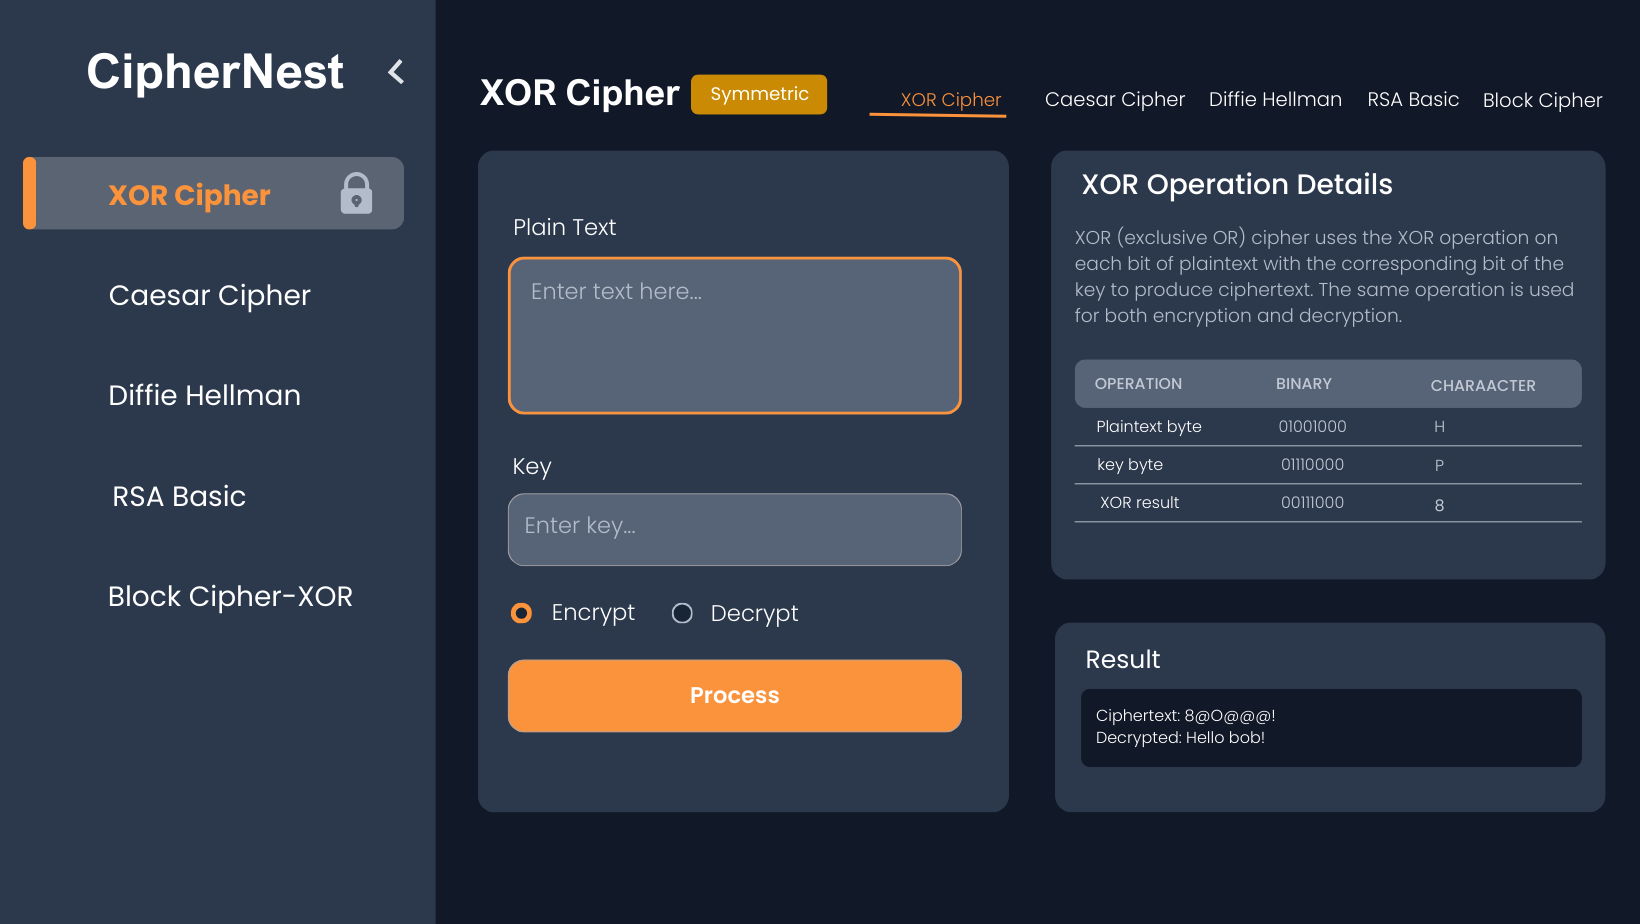 CipherNest
XOR Cipher
Caesar Cipher
Diffie Hellman
RSA Basic
Block Cipher-XOR
XOR Cipher Symmetric
XOR Cipher Caesar Cipher Diffie Hellman RSA Basic Block Cipher
Plain Text
Enter text here...
Key
Enter key...
Encrypt Decrypt
Process
XOR Operation Details
XOR (exclusive OR) cipher uses the XOR operation on
each bit of plaintext with the corresponding bit of the
key to produce ciphertext. The same operation is used
for both encryption and decryption.
OPERATION BINARY CHARAACTER
Plaintext byte 01001000 H
key byte 01110000 P
XOR result 00111000 8
Result
Ciphertext: 8@O@@@!
Decrypted: Hello bob!